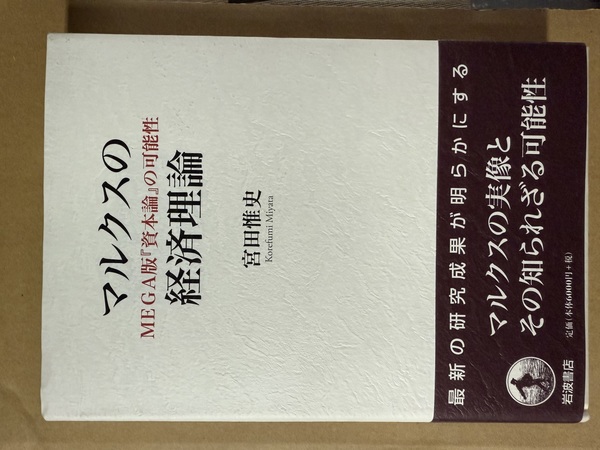 マルクスの
MEGA版『資本論』の可能性
経済理論
宮田惟史
Korefumi Miyata
最新の研究成果が明らかにする
マルクスの実像と
その知られざる可能性
定価(本体6000円+税)
岩波書店